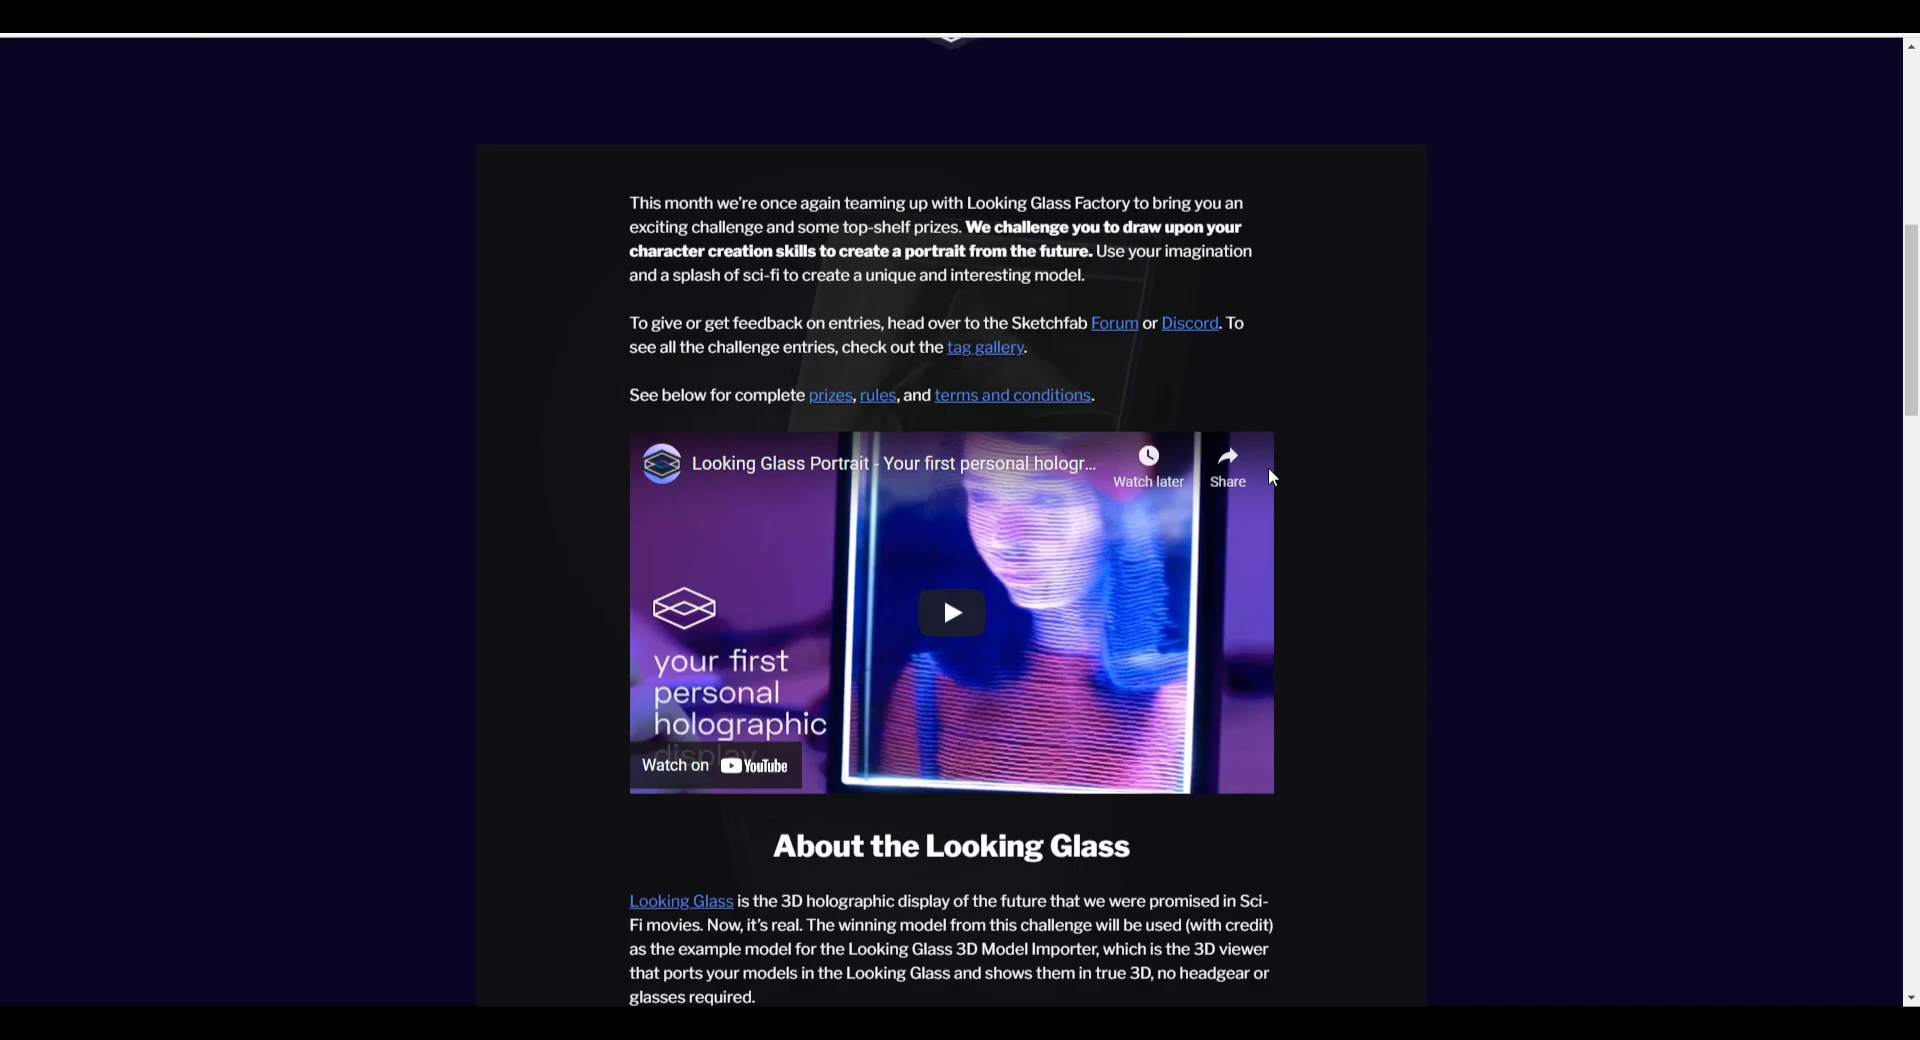 This month we’re once again teaming up with Looking Glass Factory to bring you an
exciting challenge and some top-shelf prizes. We challenge you to draw upon your
character creation skills to create a portrait from the future. Use your imagination
and a splash of sci-fi to create a unique and interesting model.
To give or get feedback on entries, head over to the Sketchfab Forum or Discord. To
see all the challenge entries, check out the tag gallery.
See below for complete prizes, rules, and terms and conditions.
Looking Glass Portrait - Your first personal hologr...
Watch later
Share
your first
personal
holographic
display
Watch on YouTube
About the Looking Glass
Looking Glass is the 3D holographic display of the future that we were promised in Sci-
Fi movies. Now, it’s real. The winning model from this challenge will be used (with credit)
as the example model for the Looking Glass 3D Model Importer, which is the 3D viewer
that ports your models in the Looking Glass and shows them in true 3D, no headgear or
glasses required.